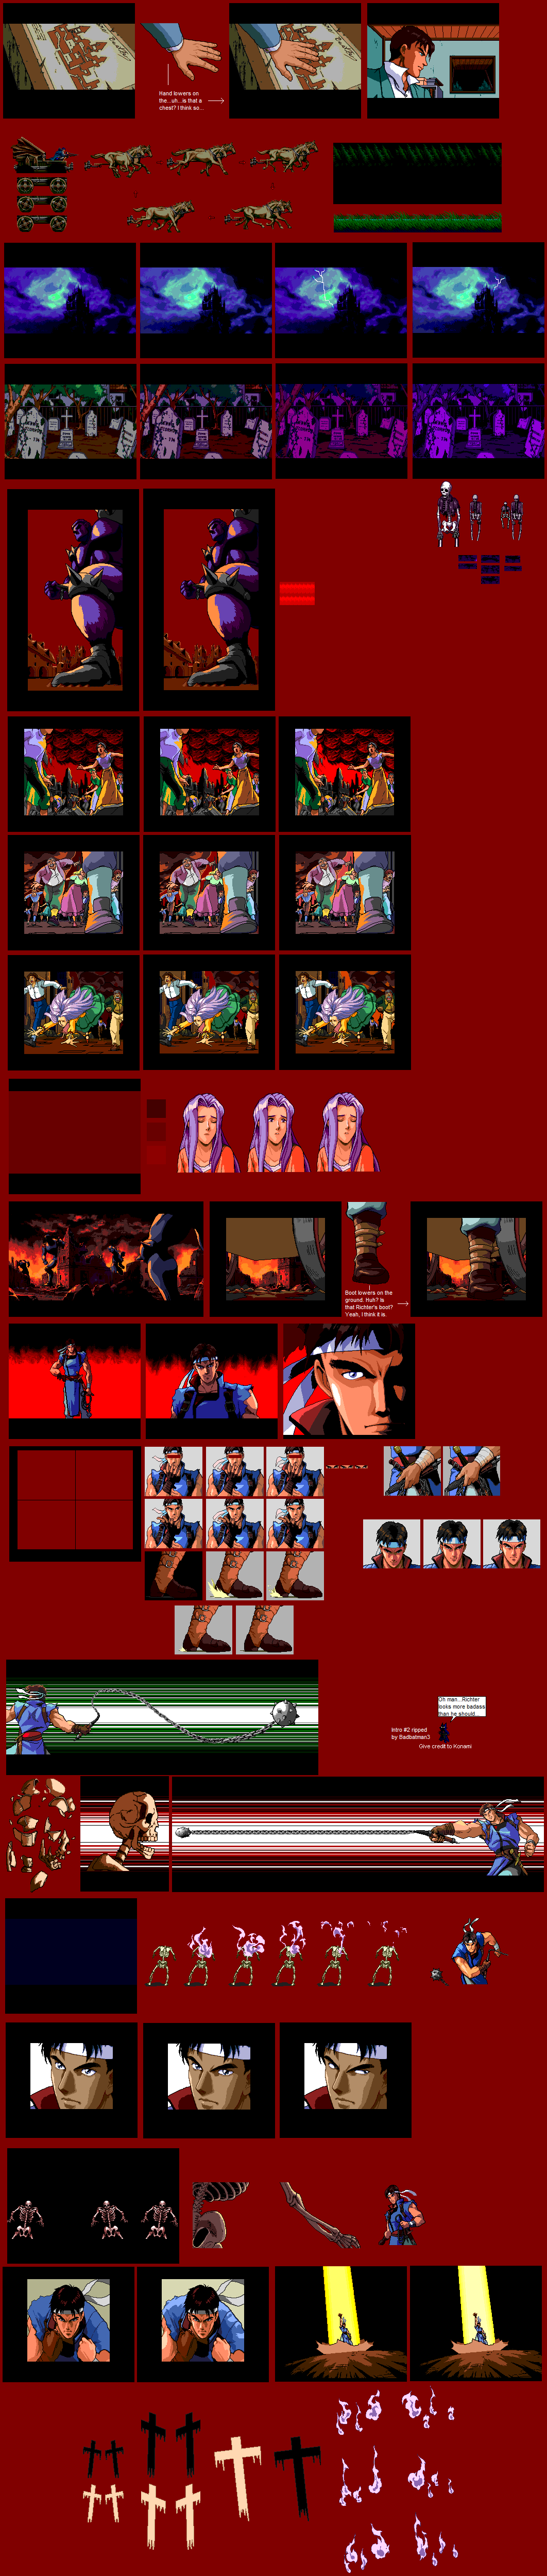 Hand lowers on
the...uh...is that a
chest? I think so...
Boot lowers on the
ground. Huh? Is
that Richter's boot?
Yeah, I think it is.
Oh man...Richter
looks more badass
than he should.
Intro #2 ripped
by Badbatman3
Give credit to Konami